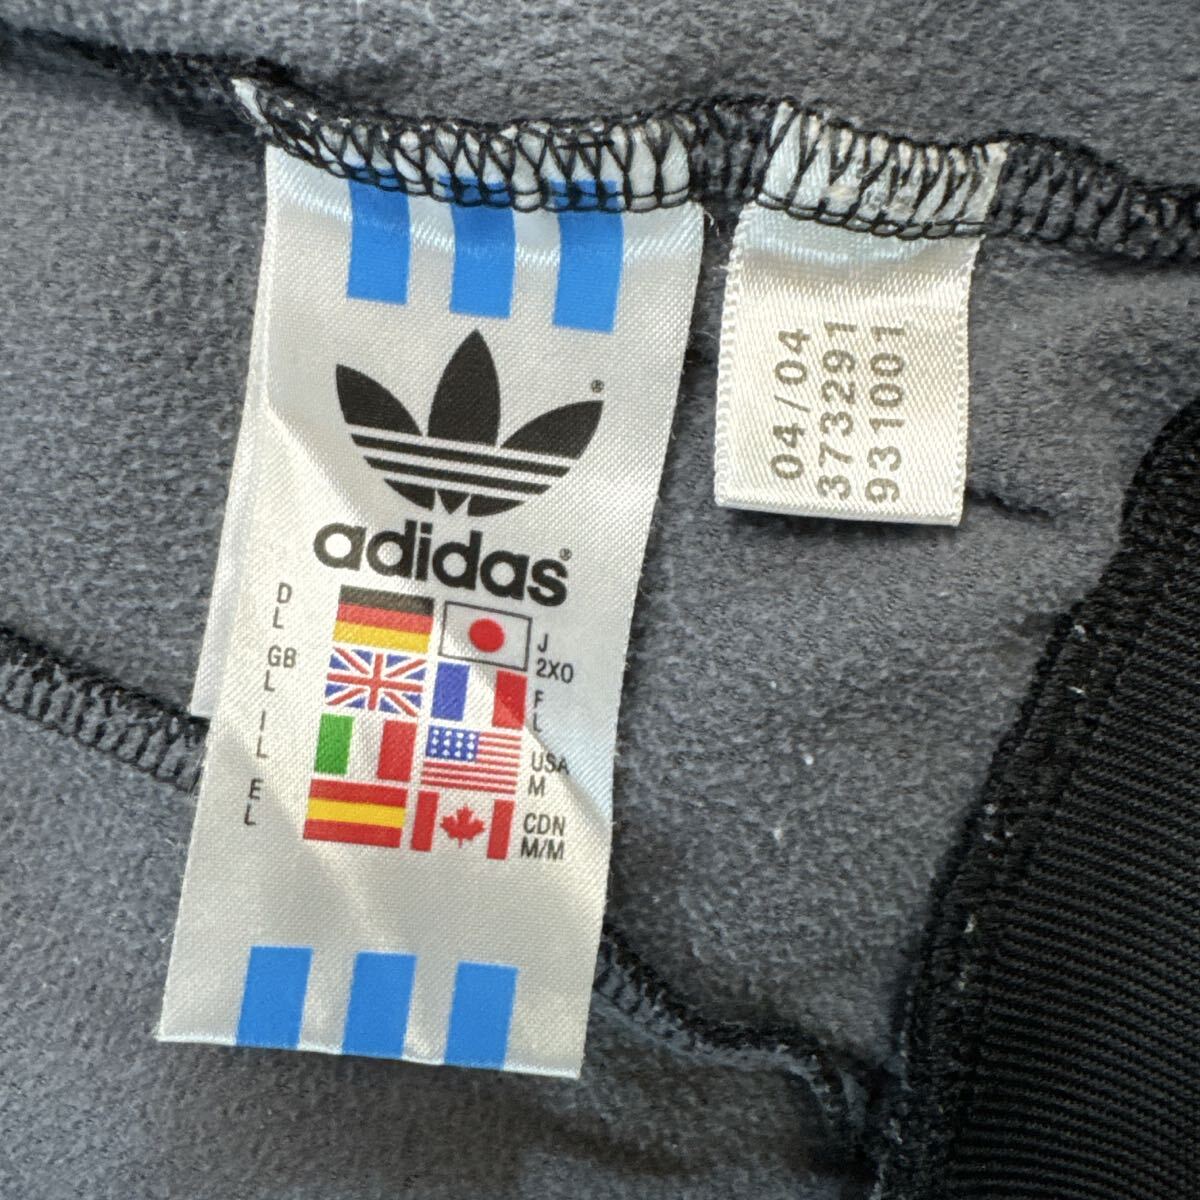 adidas®
D
L
J
2XO
GB
L
F
L
I
L
USA
M
E
L
CDN
M/M
04/04
373291
931001